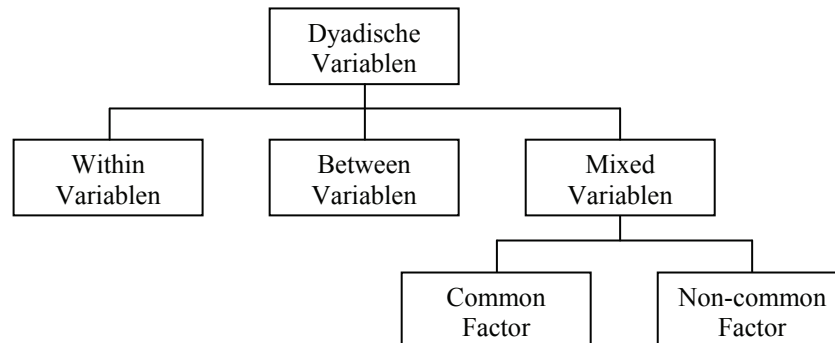 Dyadische
Variablen
Within
Variablen
Between
Variablen
Mixed
Variablen
Common
Factor
Non-common
Factor